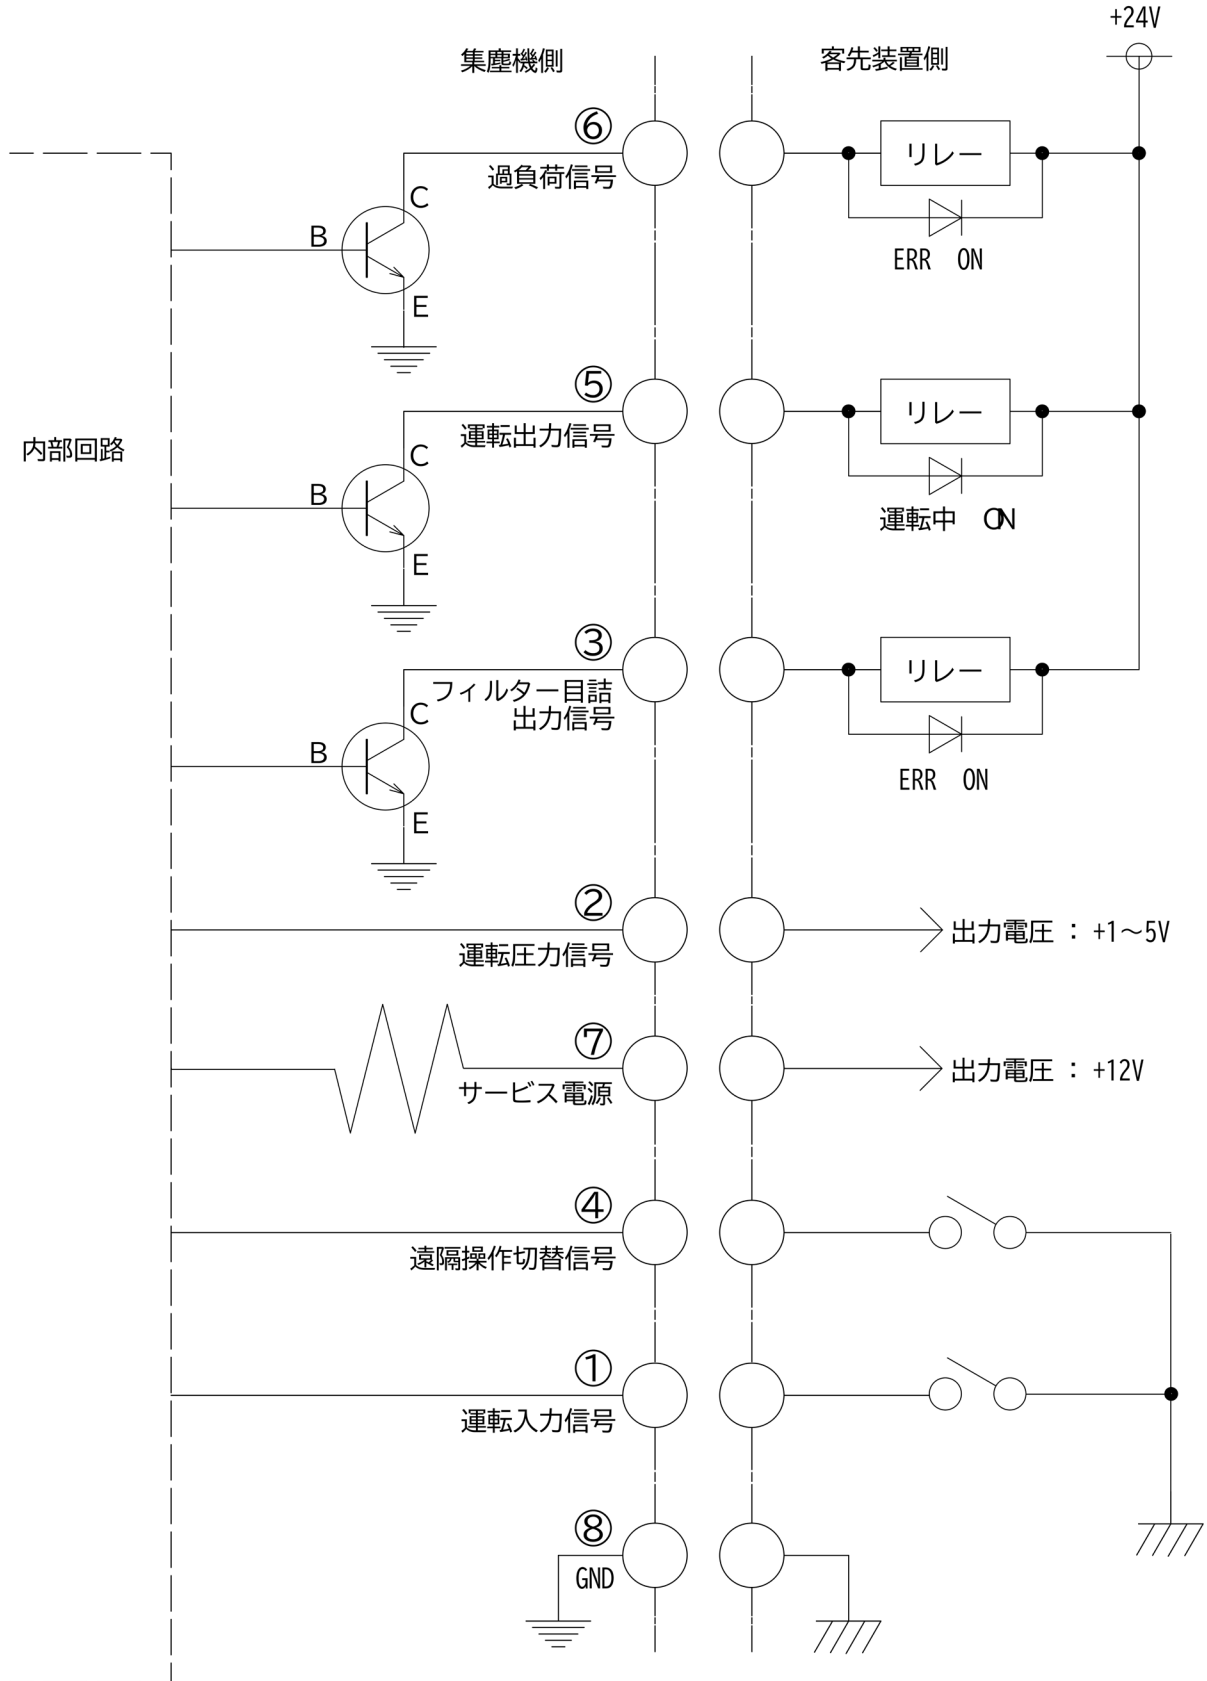 +24V
集塵機側
客先装置側
⑥
過負荷信号
リレー
C
B
E
ERR ON
⑤
運転出力信号
リレー
内部回路
C
B
E
運転中 ON
③
フィルター目詰
出力信号
リレー
C
B
E
ERR ON
②
運転圧力信号
出力電圧 : +1〜5V
⑦
サービス電源
出力電圧 : +12V
④
遠隔操作切替信号
①
運転入力信号
⑧
GND